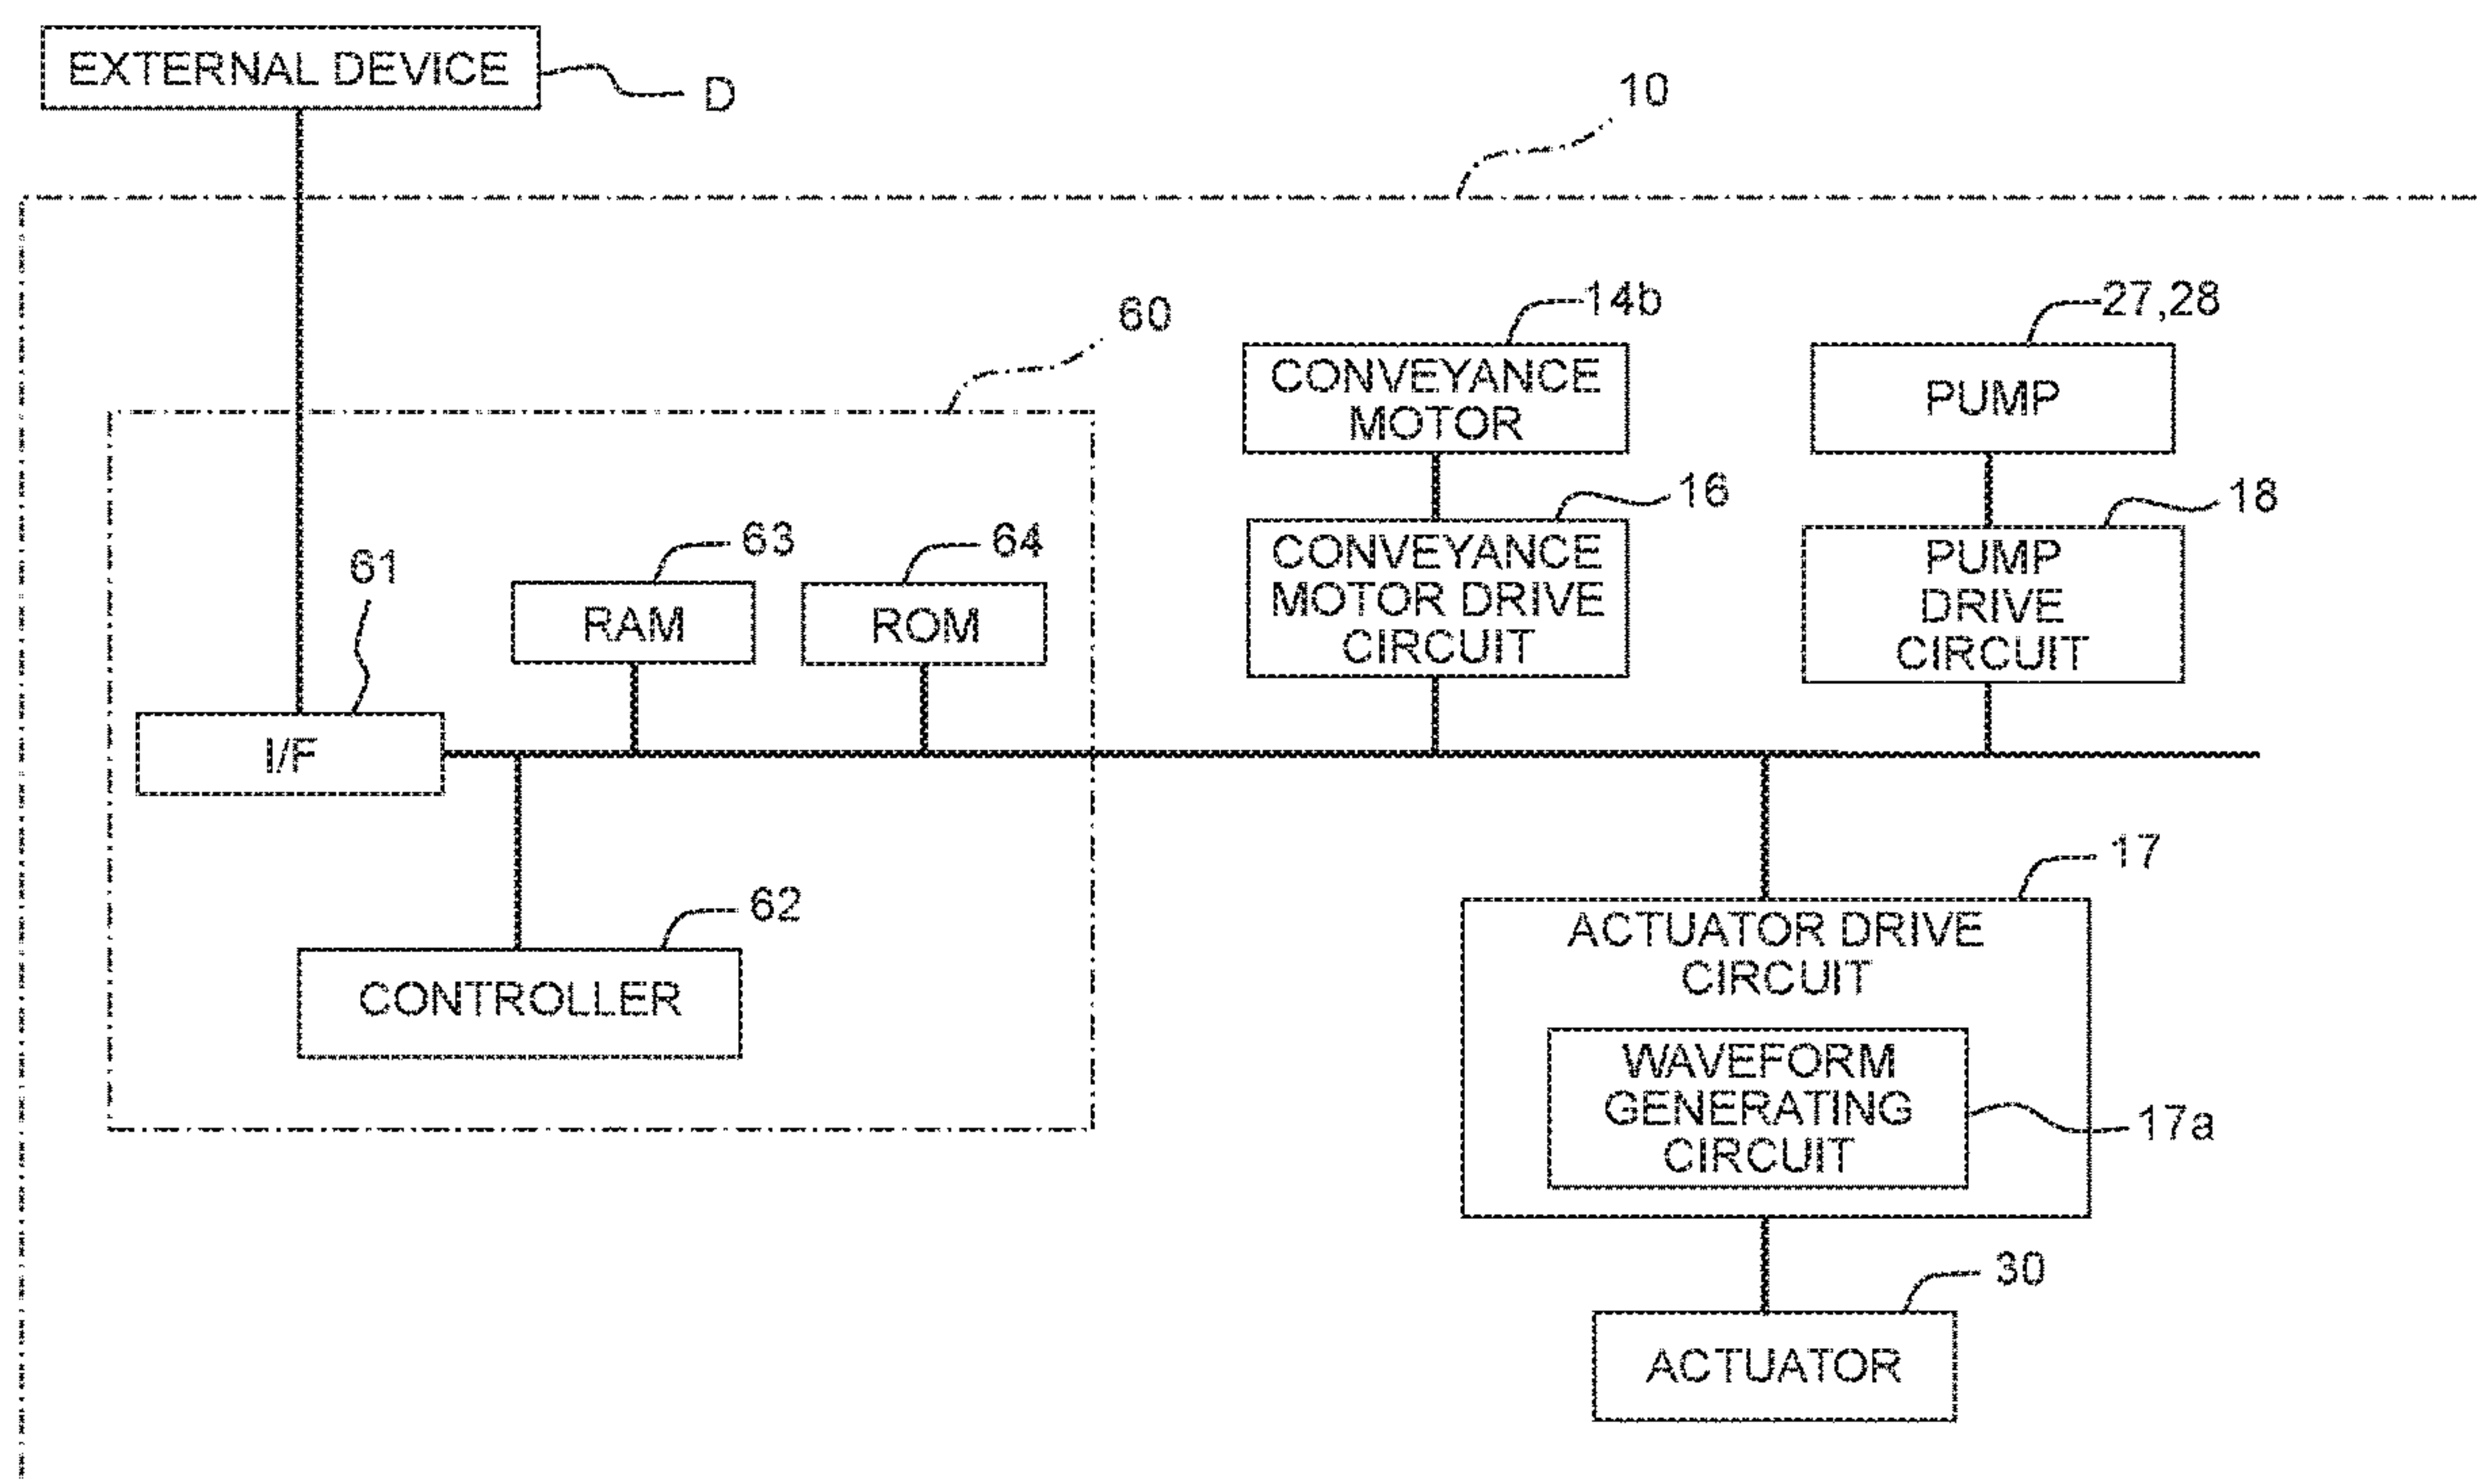 EXTERNAL DEVICE
D
10
60
14b
27,28
CONVEYANCE
MOTOR
PUMP
16
18
CONVEYANCE
MOTOR DRIVE
CIRCUIT
PUMP
DRIVE
CIRCUIT
61
63
64
RAM
ROM
I/F
17
62
CONTROLLER
ACTUATOR DRIVE
CIRCUIT
WAVEFORM
GENERATING
CIRCUIT
17a
30
ACTUATOR